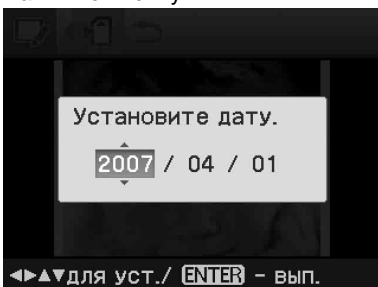 Установите дату.
2007 / 04 / 01
◄►▲▼для уст./ ENTER - вып.